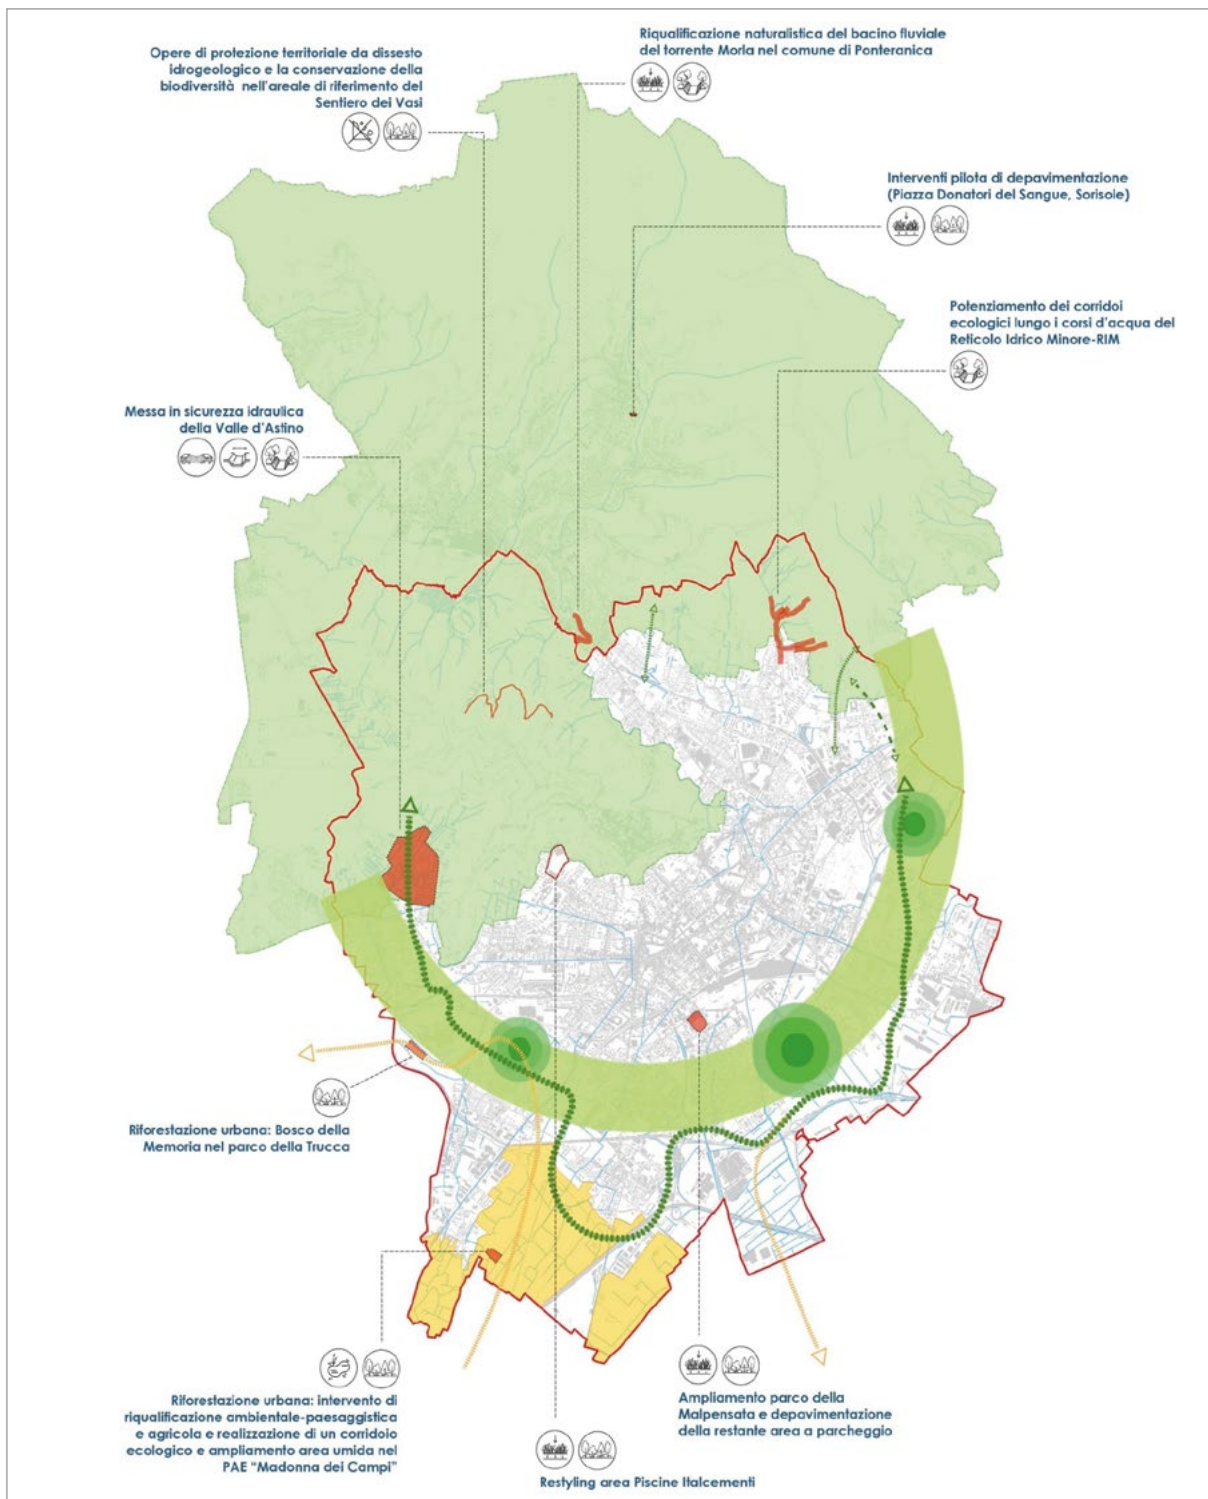 Riqualificazione naturalistica del bacino fluviale
del torrente Morla nel comune di Ponteranica
Opere di protezione territoriale da dissesto
idrogeologico e la conservazione della
biodiversità nell'areale di riferimento del
Sentiero dei Vasi
Interventi pilota di depavimentazione
(Piazza Donatori del Sangue, Sorisole)
Potenziamento dei corridoi
ecologici lungo i corsi d'acqua del
Reticolo Idrico Minore-RIM
Messa in sicurezza idraulica
della Valle d'Astino
Riforestazione urbana: Bosco della
Memoria nel parco della Trucca
Riforestazione urbana: intervento di
riqualificazione ambientale-paesaggistica
e agricola e realizzazione di un corridoio
ecologico e ampliamento area umida nel
PAE "Madonna dei Campi"
Ampliamento parco della
Malpensata e depavimentazione
della restante area a parcheggio
Restyling area Piscine Italcementi